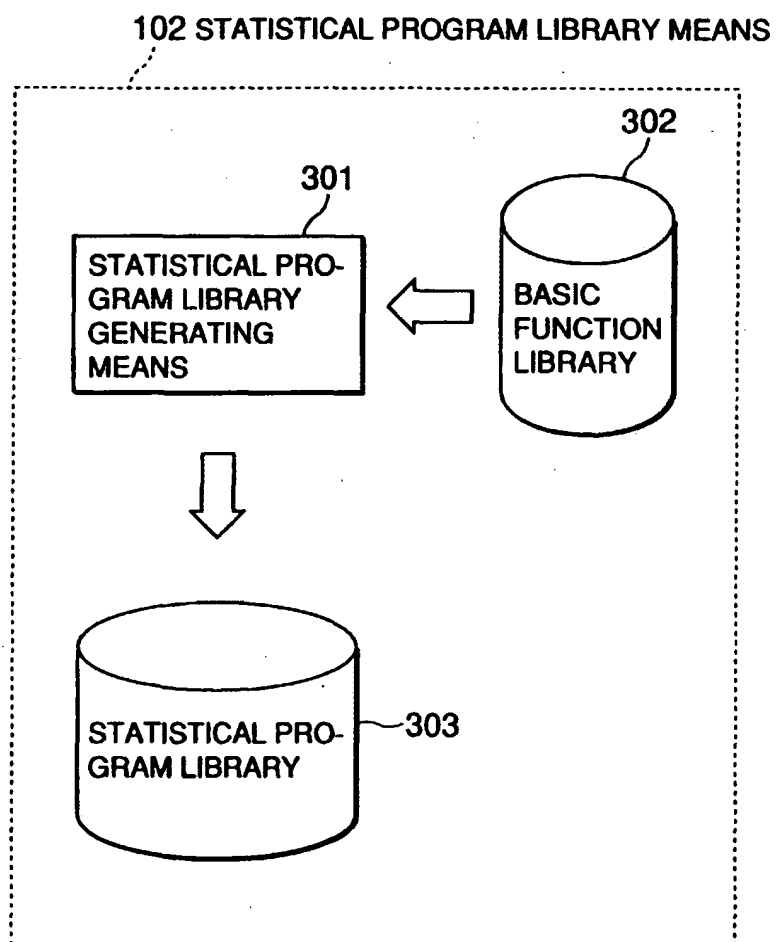 102 STATISTICAL PROGRAM LIBRARY MEANS
302
301
STATISTICAL PRO-
GRAM LIBRARY
GENERATING
MEANS
BASIC
FUNCTION
LIBRARY
STATISTICAL PRO-
GRAM LIBRARY
303